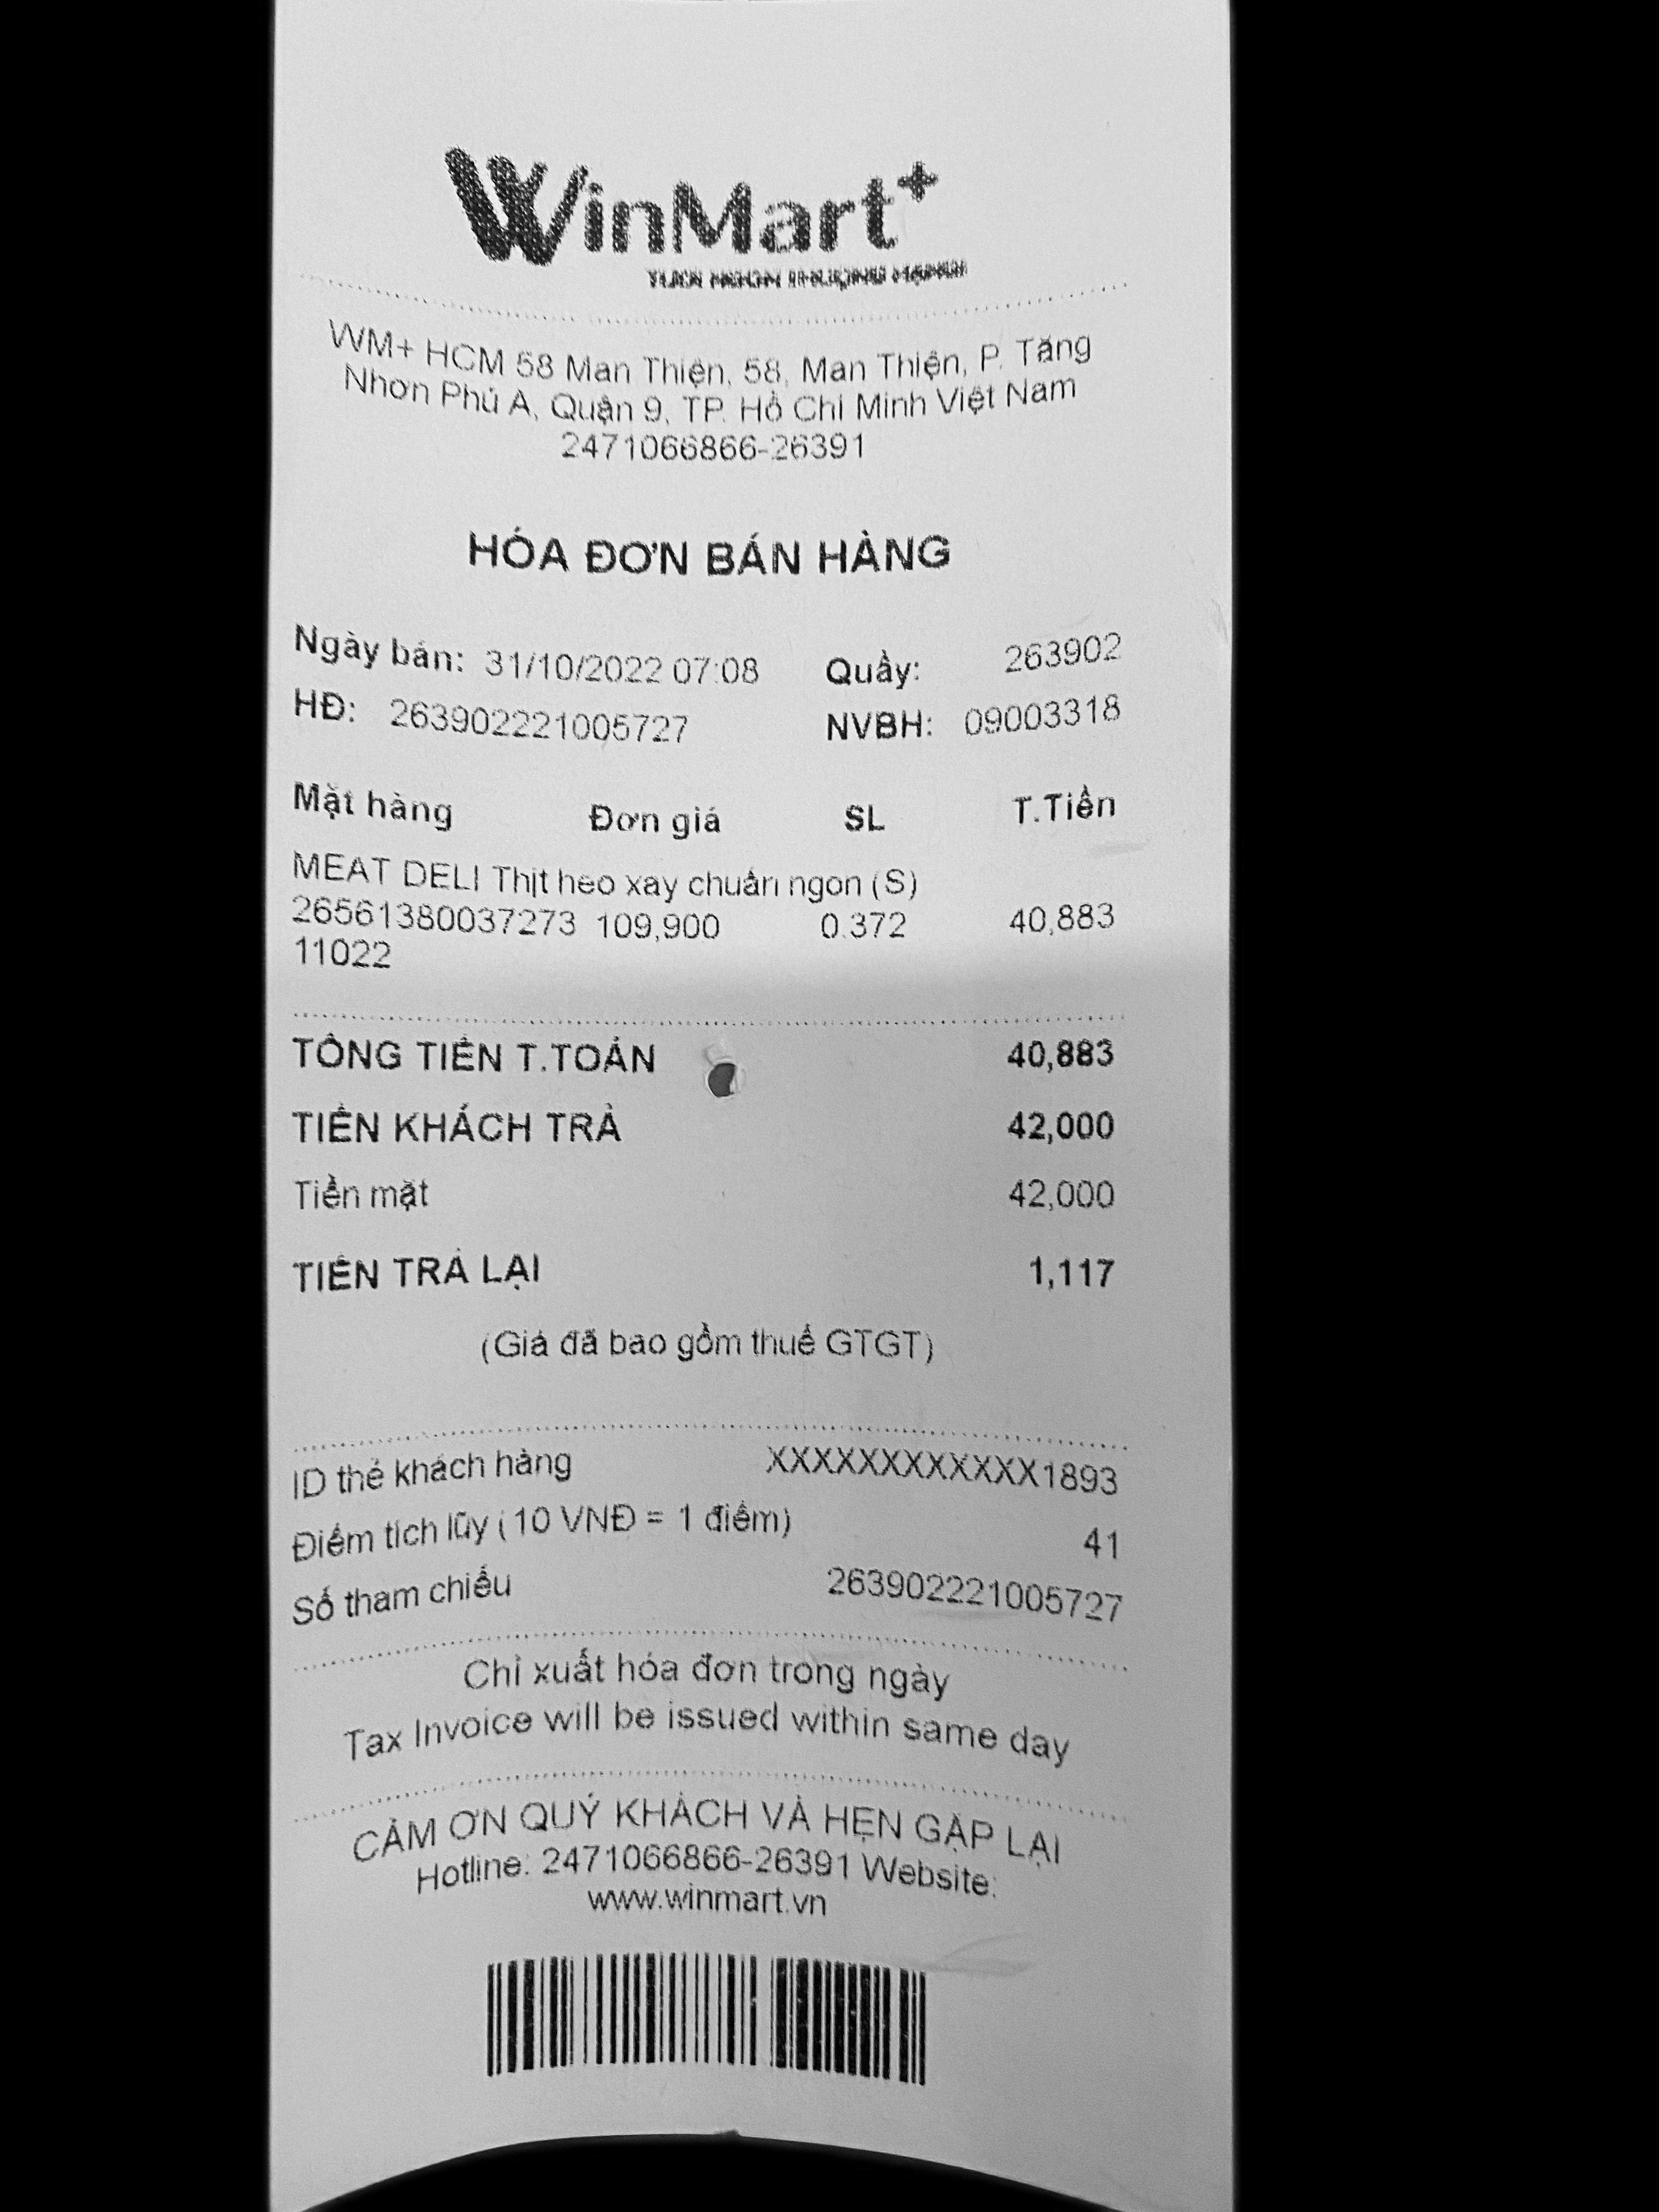 WinMart+
WM+ HCM 58 Man Thiện, 58, Man Thiện, P. Tăng
Nhơn Phú A, Quận 9, TP. Hồ Chí Minh Việt Nam
2471066866-26391
HÓA ĐƠN BÁN HÀNG
Ngày bán: 31/10/2022 07:08 Quầy: 263902
HĐ: 263902221005727 NVBH: 09003318
Mặt hàng Đơn giá SL T.Tiền
MEAT DELI Thịt heo xay chuẩn ngon (S)
26561380037273 109,900 0.372 40,883
11022
TỔNG TIỀN T.TOÁN 40,883
TIỀN KHÁCH TRẢ 42,000
Tiền mặt 42,000
TIỀN TRẢ LẠI 1,117
(Giá đã bao gồm thuế GTGT)
ID thẻ khách hàng XXXXXXXXXXXX1893
Điểm tích lũy (10 VNĐ = 1 điểm) 41
Số tham chiếu 263902221005727
Chỉ xuất hóa đơn trong ngày
Tax Invoice will be issued within same day
CẢM ƠN QUÝ KHÁCH VÀ HẸN GẶP LẠI
Hotline: 2471066866-26391 Website:
www.winmart.vn